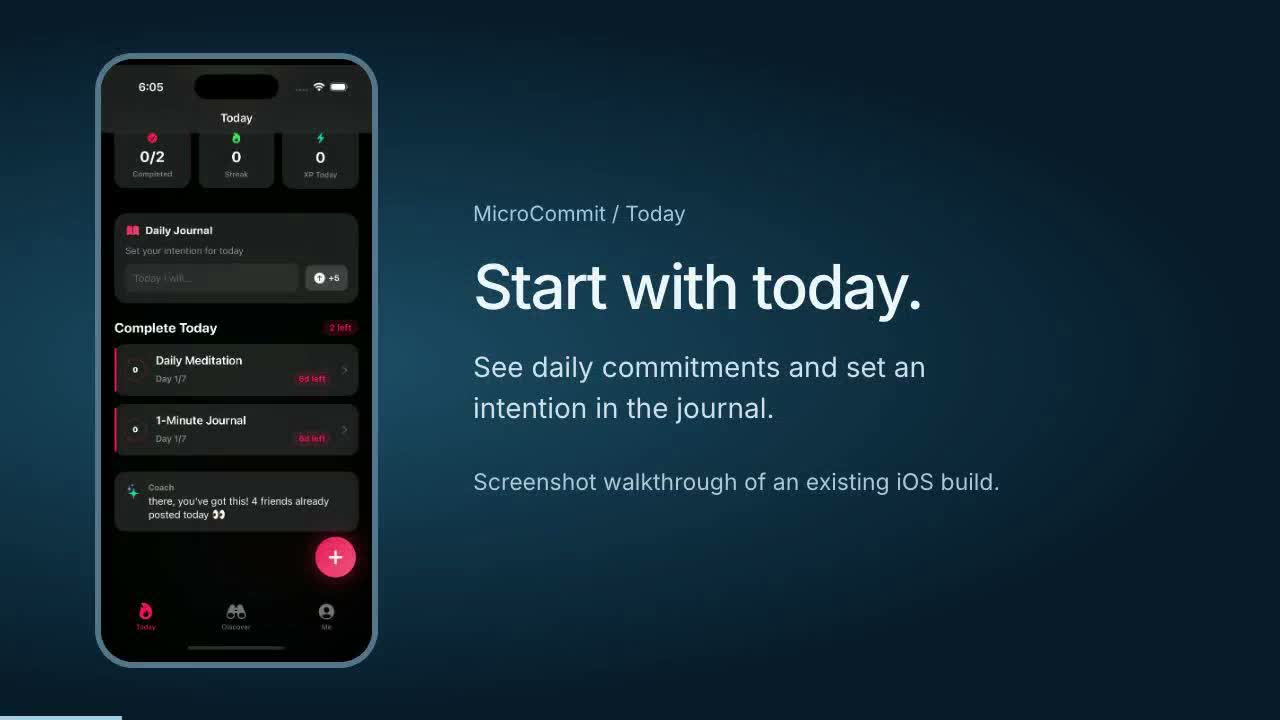 6:05
Today
0/2
0
0
Completed
Streak
XP Today
Daily Journal
Set your intention for today
Today I will...
+5
Complete Today
2 left
Daily Meditation
0
Day 1/7
6d left
1-Minute Journal
0
Day 1/7
6d left
Coach
there, you've got this! 4 friends already
posted today 👀
Today
Discover
Me
MicroCommit / Today
Start with today.
See daily commitments and set an
intention in the journal.
Screenshot walkthrough of an existing iOS build.